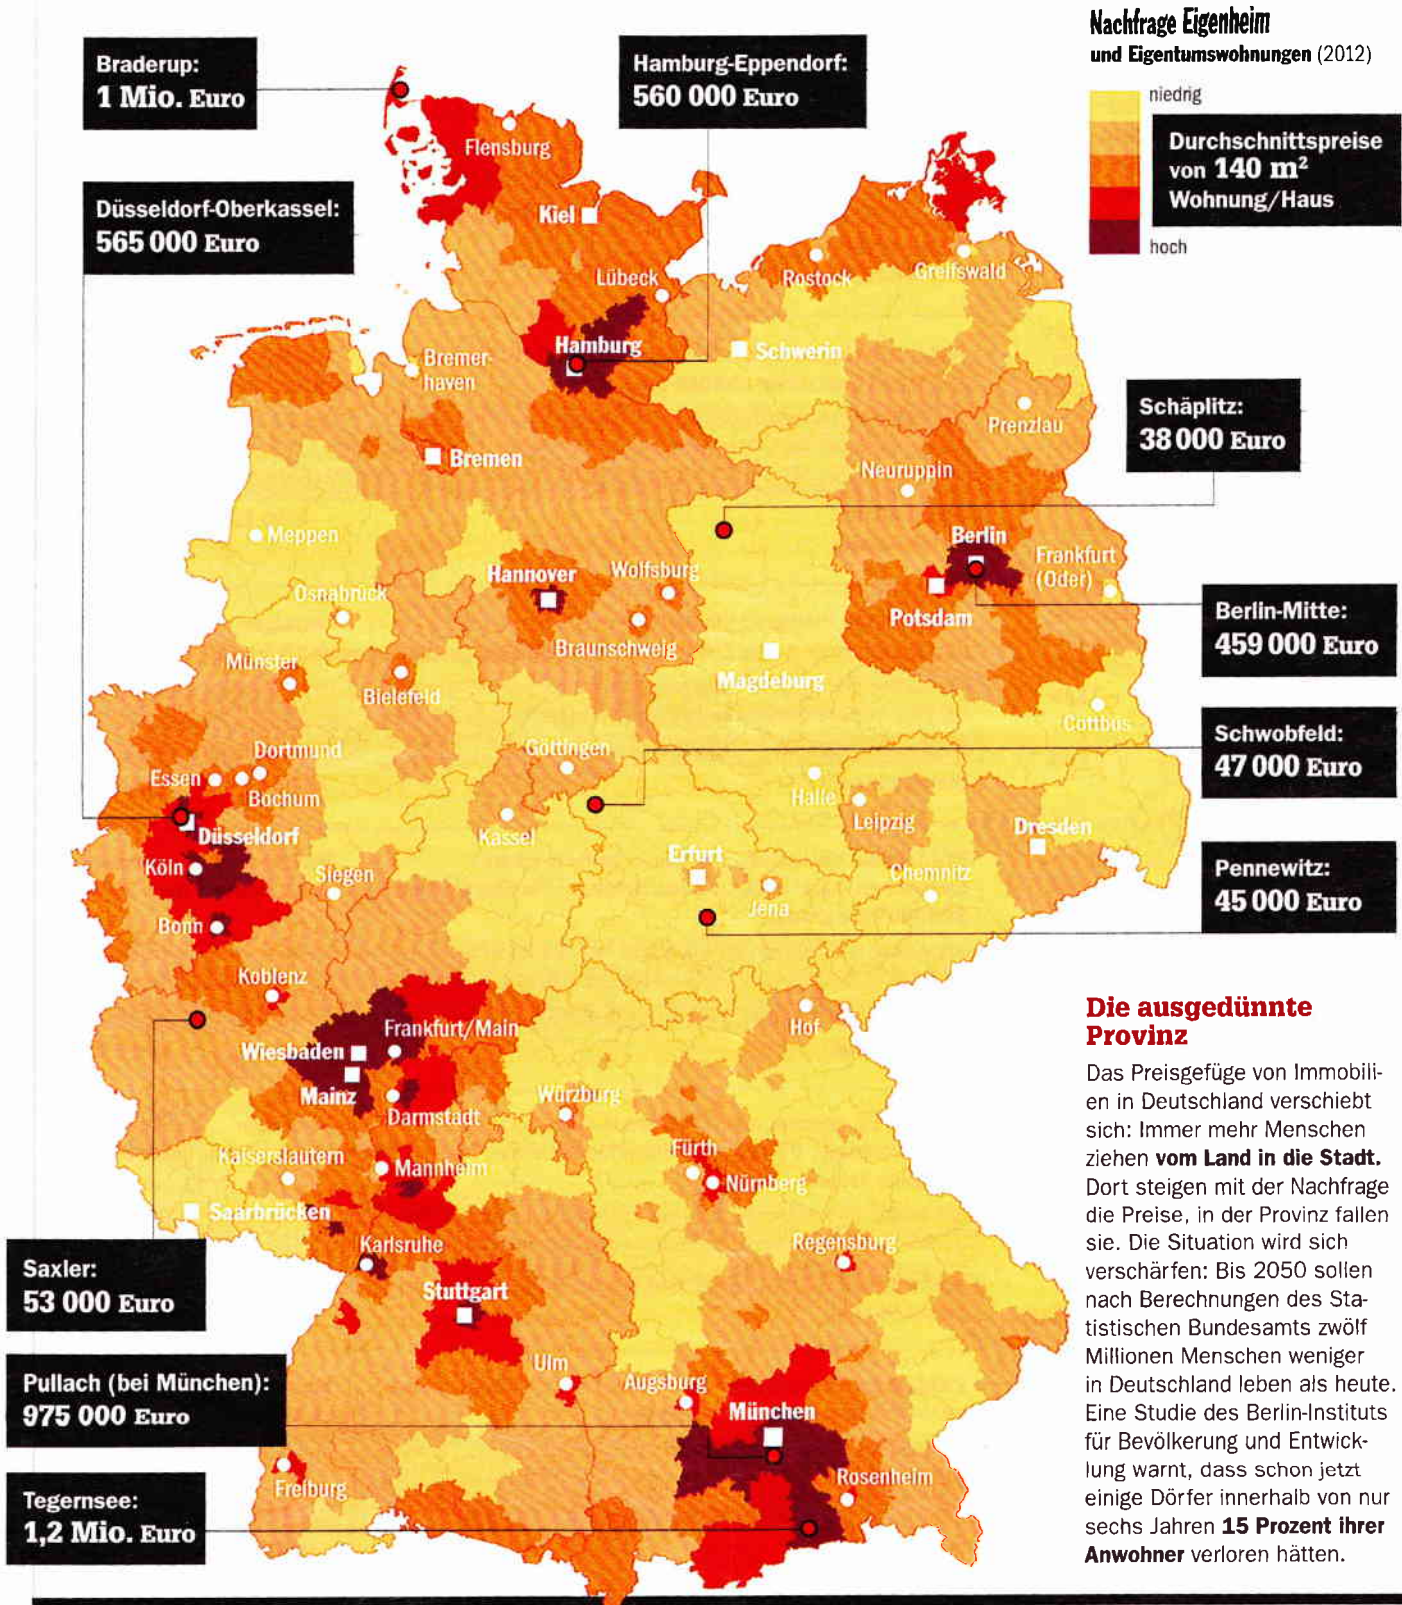 Nachfrage Eigenheim
und Eigentumswohnungen (2012)
niedrig
Durchschnittspreise
von 140 m²
Wohnung/Haus
hoch
Braderup:
1 Mio. Euro
Hamburg-Eppendorf:
560 000 Euro
Düsseldorf-Oberkassel:
565 000 Euro
Schäplitz:
38 000 Euro
Berlin-Mitte:
459 000 Euro
Schwobfeld:
47 000 Euro
Pennewitz:
45 000 Euro
Saxler:
53 000 Euro
Pullach (bei München):
975 000 Euro
Tegernsee:
1,2 Mio. Euro
Flensburg
Kiel
Lübeck
Rostock
Greifswald
Hamburg
Schwerin
Bremer-
haven
Prenzlau
Bremen
Neuruppin
Meppen
Berlin
Frankfurt
(Oder)
Hannover
Wolfsburg
Osnabrück
Potsdam
Braunschweig
Münster
Bielefeld
Magdeburg
Cottbus
Dortmund
Göttingen
Essen
Bochum
Halle
Leipzig
Düsseldorf
Kassel
Dresden
Köln
Siegen
Erfurt
Chemnitz
Jena
Bonn
Koblenz
Hof
Frankfurt/Main
Wiesbaden
Mainz
Darmstadt
Würzburg
Kaiserslautern
Mannheim
Fürth
Nürnberg
Saarbrücken
Karlsruhe
Regensburg
Stuttgart
Ulm
Augsburg
München
Freiburg
Rosenheim
Die ausgedünnte
Provinz
Das Preisgefüge von Immobili-
en in Deutschland verschiebt
sich: Immer mehr Menschen
ziehen vom Land in die Stadt.
Dort steigen mit der Nachfrage
die Preise, in der Provinz fallen
sie. Die Situation wird sich
verschärfen: Bis 2050 sollen
nach Berechnungen des Sta-
tistischen Bundesamts zwölf
Millionen Menschen weniger
in Deutschland leben als heute.
Eine Studie des Berlin-Instituts
für Bevölkerung und Entwick-
lung warnt, dass schon jetzt
einige Dörfer innerhalb von nur
sechs Jahren 15 Prozent ihrer
Anwohner verloren hätten.